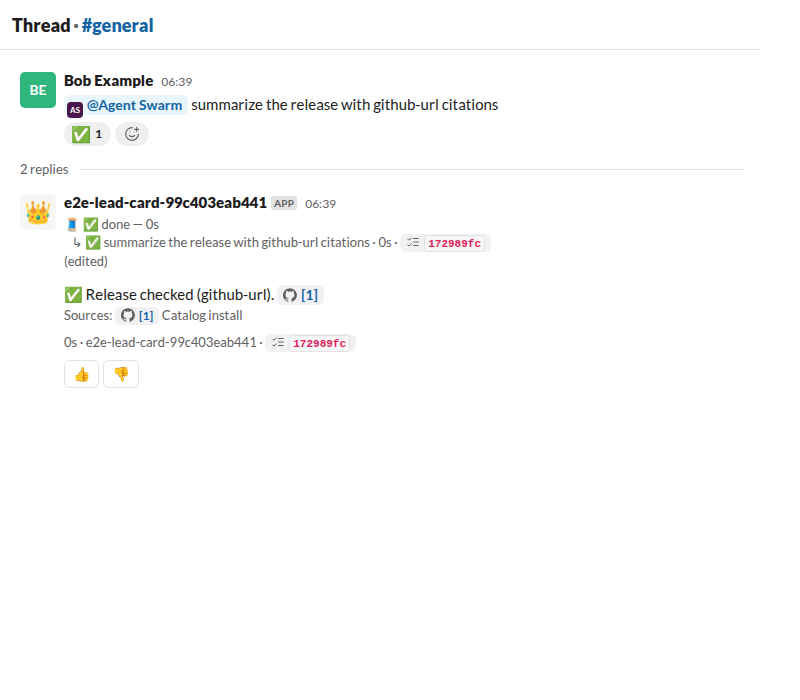 Thread · #general
BE
Bob Example 06:39
AS @Agent Swarm summarize the release with github-url citations
✅ 1
2 replies
e2e-lead-card-99c403eab441 APP 06:39
🧵 ✅ done — 0s
↳ ✅ summarize the release with github-url citations · 0s · 172989fc
(edited)
✅ Release checked (github-url). [1]
Sources: [1] Catalog install
0s · e2e-lead-card-99c403eab441 · 172989fc
👍 👎